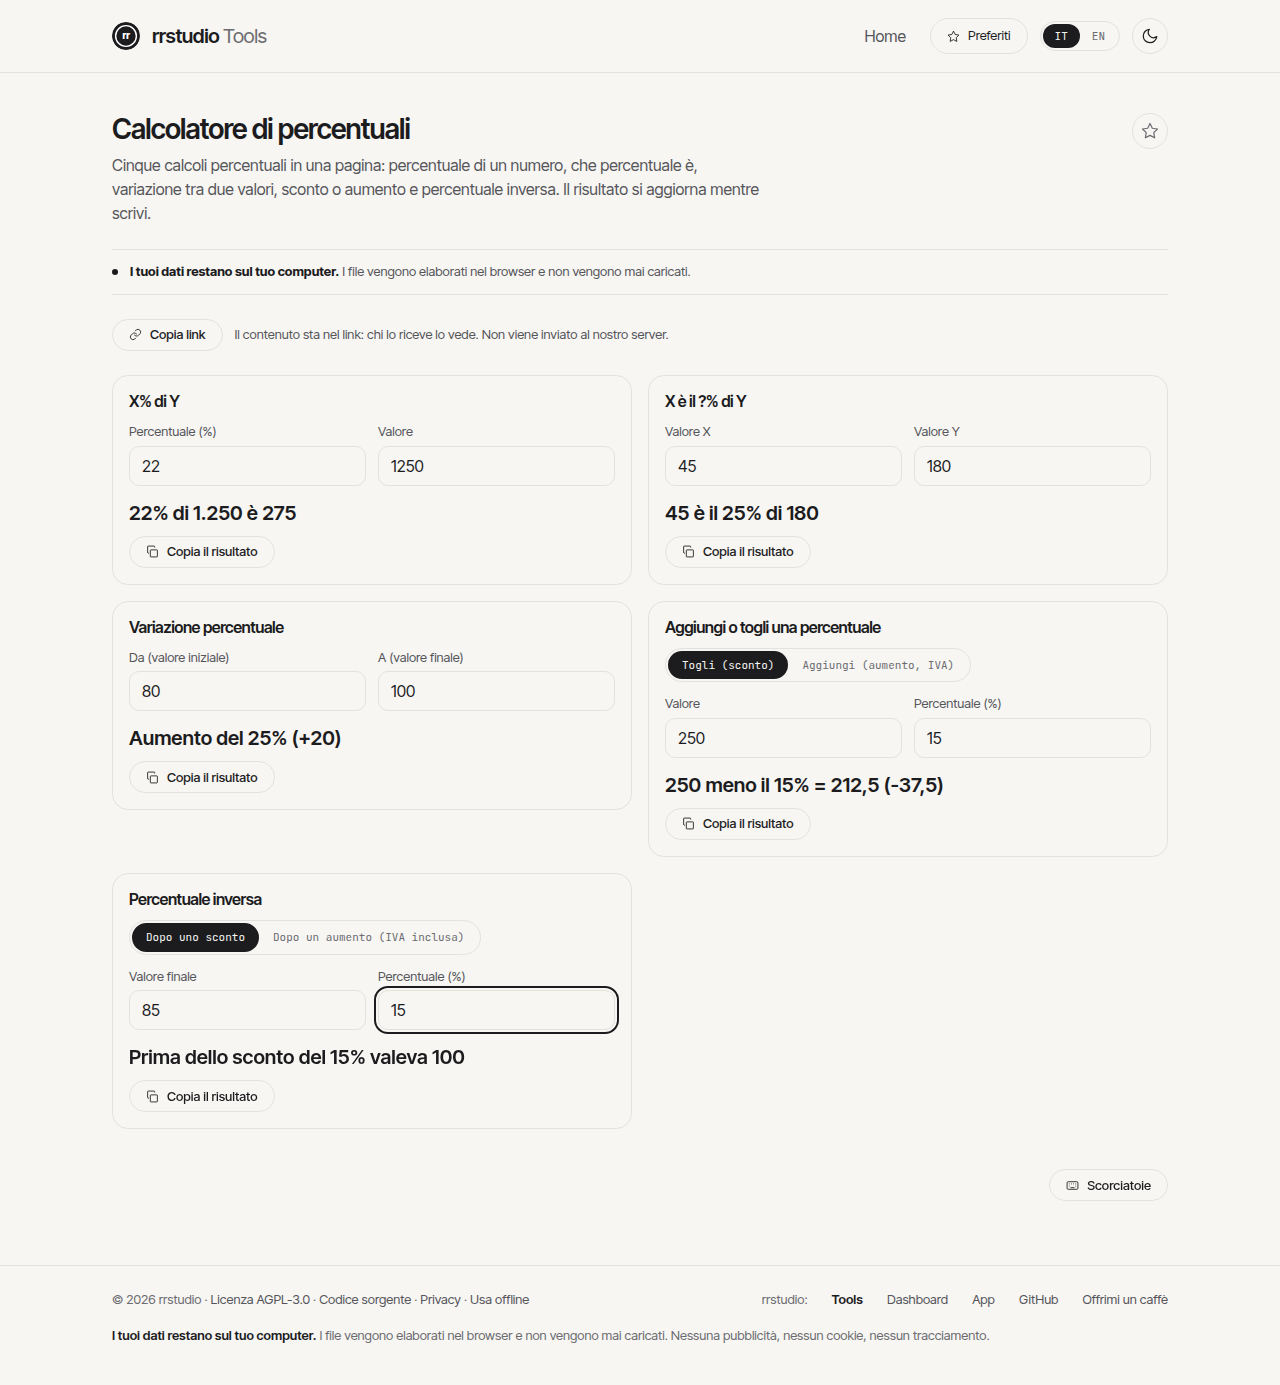 rr rrstudio Tools
Home
Preferiti
IT EN
Calcolatore di percentuali
Cinque calcoli percentuali in una pagina: percentuale di un numero, che percentuale è,
variazione tra due valori, sconto o aumento e percentuale inversa. Il risultato si aggiorna mentre
scrivi.
I tuoi dati restano sul tuo computer. I file vengono elaborati nel browser e non vengono mai caricati.
Copia link
Il contenuto sta nel link: chi lo riceve lo vede. Non viene inviato al nostro server.
X% di Y
Percentuale (%) Valore
22 1250
22% di 1.250 è 275
Copia il risultato
X è il ?% di Y
Valore X Valore Y
45 180
45 è il 25% di 180
Copia il risultato
Variazione percentuale
Da (valore iniziale) A (valore finale)
80 100
Aumento del 25% (+20)
Copia il risultato
Aggiungi o togli una percentuale
Togli (sconto) Aggiungi (aumento, IVA)
Valore Percentuale (%)
250 15
250 meno il 15% = 212,5 (-37,5)
Copia il risultato
Percentuale inversa
Dopo uno sconto Dopo un aumento (IVA inclusa)
Valore finale Percentuale (%)
85 15
Prima dello sconto del 15% valeva 100
Copia il risultato
Scorciatoie
© 2026 rrstudio · Licenza AGPL-3.0 · Codice sorgente · Privacy · Usa offline
rrstudio: Tools Dashboard App GitHub Offrimi un caffè
I tuoi dati restano sul tuo computer. I file vengono elaborati nel browser e non vengono mai caricati. Nessuna pubblicità, nessun cookie, nessun tracciamento.